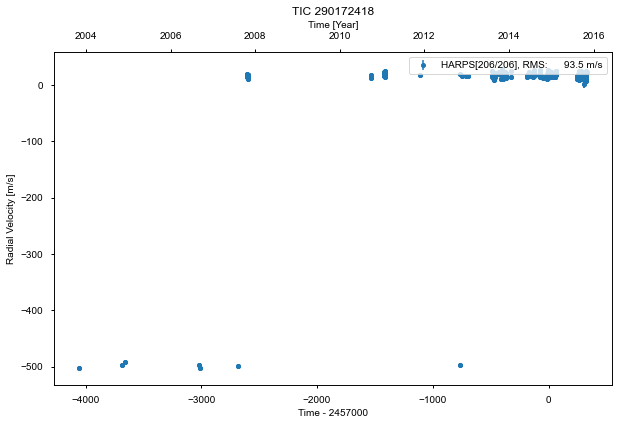 TIC 290172418
Time [Year]
2004 2006 2008 2010 2012 2014 2016
HARPS[206/206], RMS: 93.5 m/s
Radial Velocity [m/s]
0
−100
−200
−300
−400
−500
−4000 −3000 −2000 −1000 0
Time - 2457000